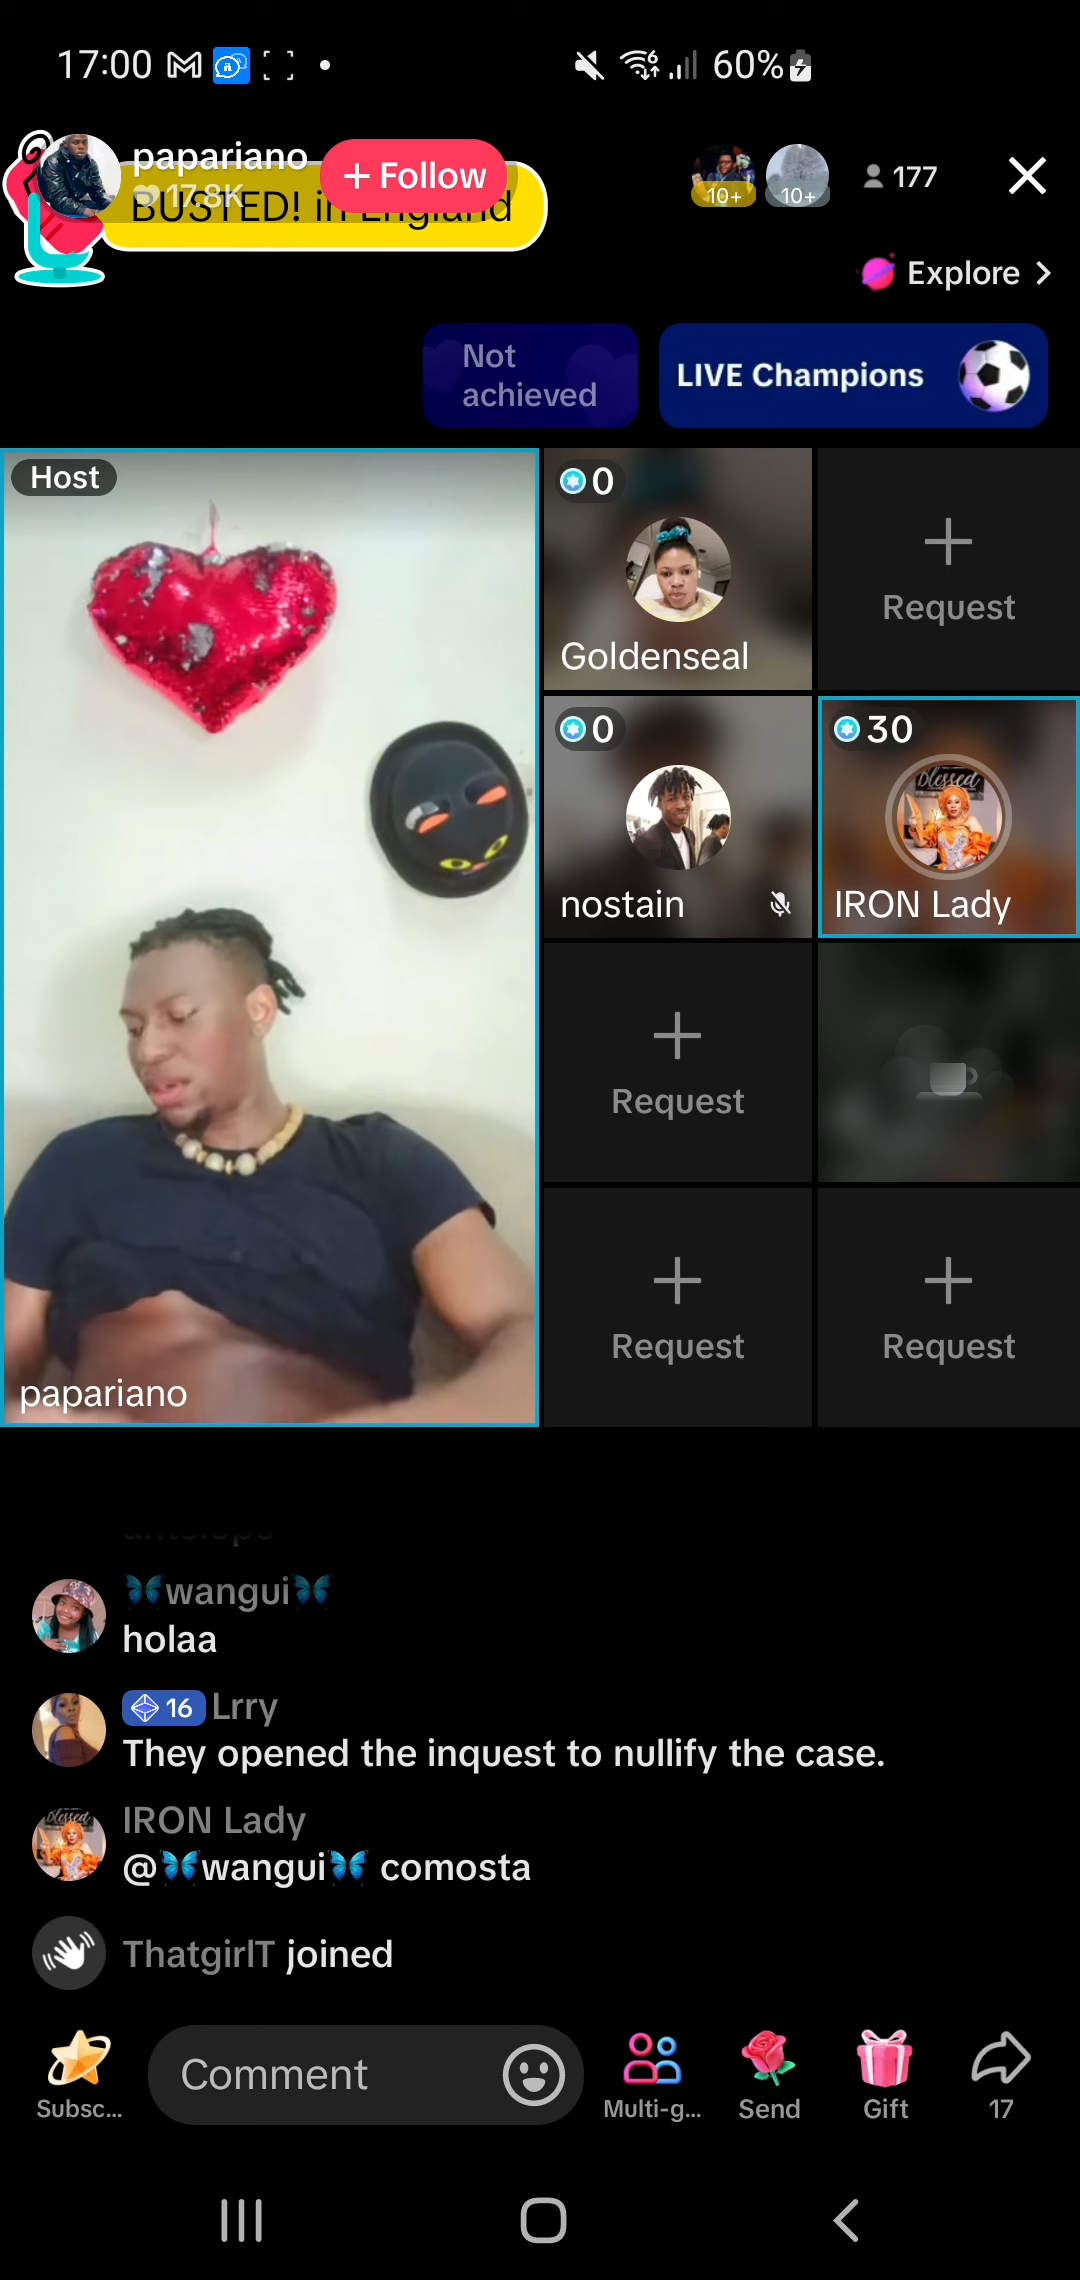 17:00
60%
papariano
17.8K
+ Follow
BUSTED! in England
10+
10+
177
Explore
Not
achieved
LIVE Champions
Host
0
Goldenseal
Request
0
nostain
30
Blessed
IRON Lady
Request
Request
Request
papariano
wangui
holaa
16 Lrry
They opened the inquest to nullify the case.
Blessed
IRON Lady
@wangui comosta
ThatgirlT joined
Subsc...
Comment
Multi-g...
Send
Gift
17